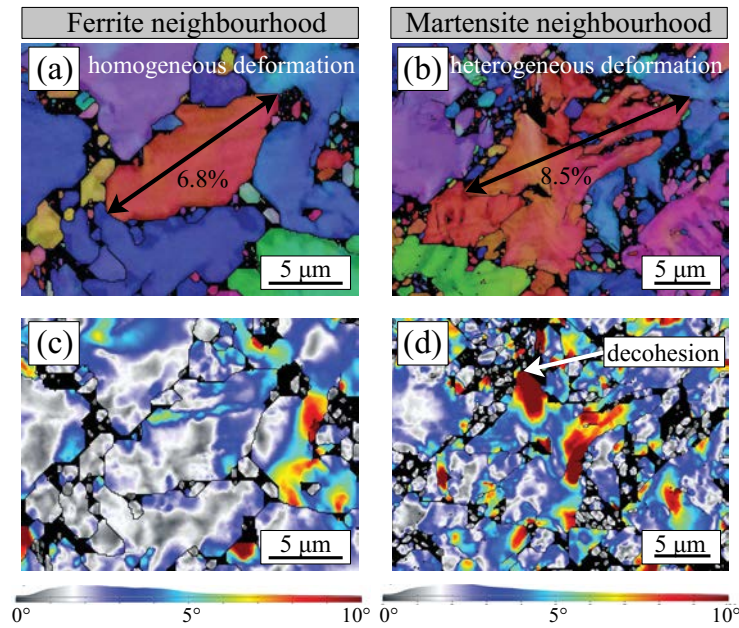 Ferrite neighbourhood
Martensite neighbourhood
(a) homogeneous deformation
6.8%
5 μm
(b) heterogeneous deformation
8.5%
5 μm
(c)
5 μm
(d)
decohesion
5 μm
0° 5° 10°
0° 5° 10°